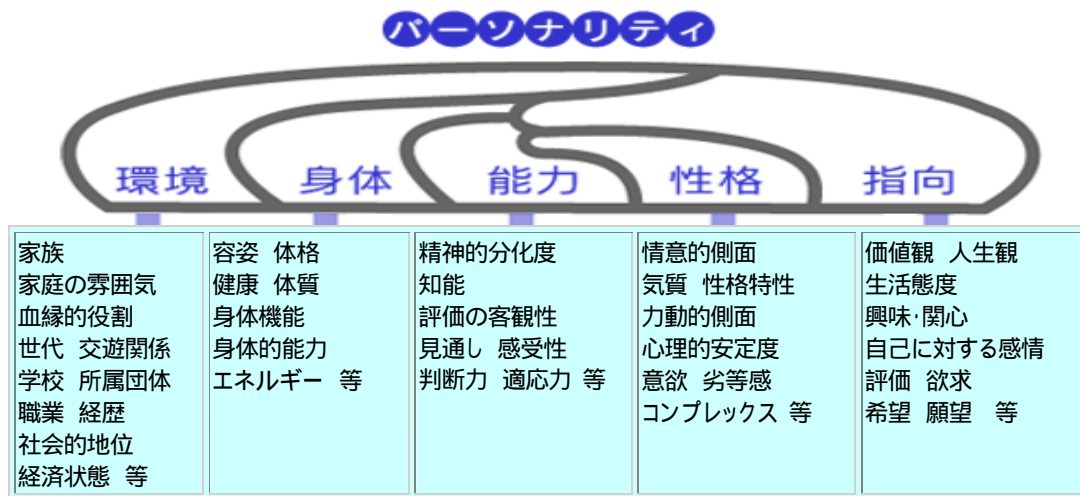 パーソナリティ
環境
身体
能力
性格
指向
家族
家庭の雰囲気
血縁的役割
世代 交遊関係
学校 所属団体
職業 経歴
社会的地位
経済状態 等
容姿 体格
健康 体質
身体機能
身体的能力
エネルギー 等
精神的分化度
知能
評価の客観性
見通し 感受性
判断力 適応力 等
情意的側面
気質 性格特性
力動的側面
心理的安定度
意欲 劣等感
コンプレックス 等
価値観 人生観
生活態度
興味・関心
自己に対する感情
評価 欲求
希望 願望 等